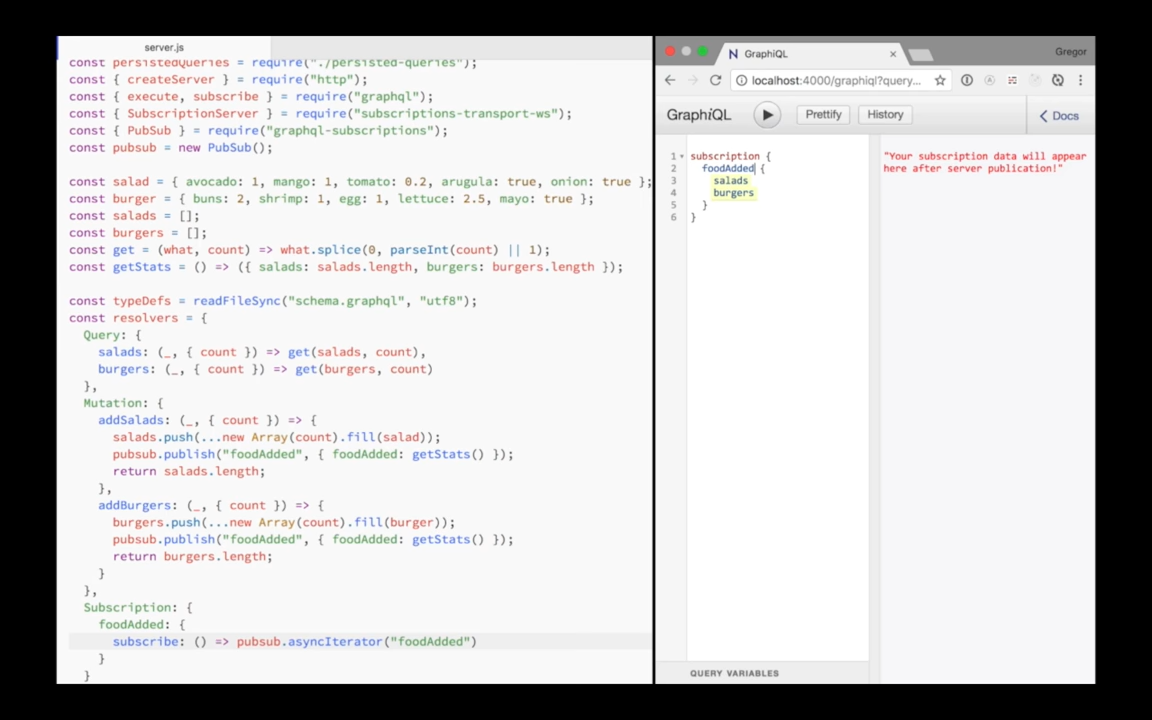 server.js
const persistedQueries = require("./persisted-queries");
const { createServer } = require("http");
const { execute, subscribe } = require("graphql");
const { SubscriptionServer } = require("subscriptions-transport-ws");
const { PubSub } = require("graphql-subscriptions");
const pubsub = new PubSub();
const salad = { avocado: 1, mango: 1, tomato: 0.2, arugula: true, onion: true };
const burger = { buns: 2, shrimp: 1, egg: 1, lettuce: 2.5, mayo: true };
const salads = [];
const burgers = [];
const get = (what, count) => what.splice(0, parseInt(count) || 1);
const getStats = () => ({ salads: salads.length, burgers: burgers.length });
const typeDefs = readFileSync("schema.graphql", "utf8");
const resolvers = {
Query: {
salads: (_, { count }) => get(salads, count),
burgers: (_, { count }) => get(burgers, count)
},
Mutation: {
addSalads: (_, { count }) => {
salads.push(...new Array(count).fill(salad));
pubsub.publish("foodAdded", { foodAdded: getStats() });
return salads.length;
},
addBurgers: (_, { count }) => {
burgers.push(...new Array(count).fill(burger));
pubsub.publish("foodAdded", { foodAdded: getStats() });
return burgers.length;
}
},
Subscription: {
foodAdded: {
subscribe: () => pubsub.asyncIterator("foodAdded")
}
}
GraphiQL
Gregor
localhost:4000/graphiql?query...
GraphiQL
Prettify
History
Docs
1 subscription {
2 foodAdded {
3 salads
4 burgers
5 }
6 }
"Your subscription data will appear
here after server publication!"
QUERY VARIABLES